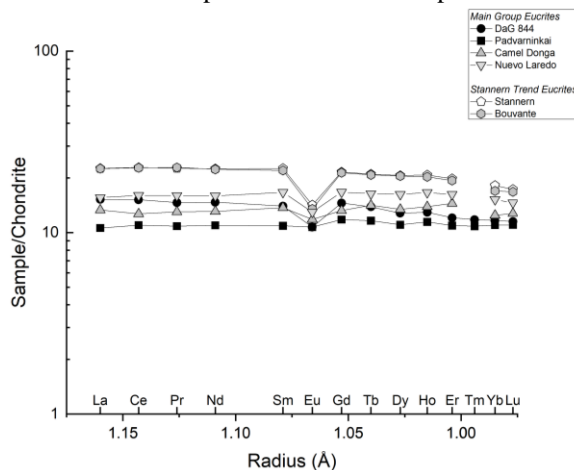 Main Group Eucrites
DaG 844
Padvarninkai
Camel Donga
Nuevo Laredo
Stannern Trend Eucrites
Stannern
Bouvante
100
10
1
Sample/Chondrite
La Ce Pr Nd Sm Eu Gd Tb Dy Ho Er Tm Yb Lu
1.15 1.10 1.05 1.00
Radius (Å)